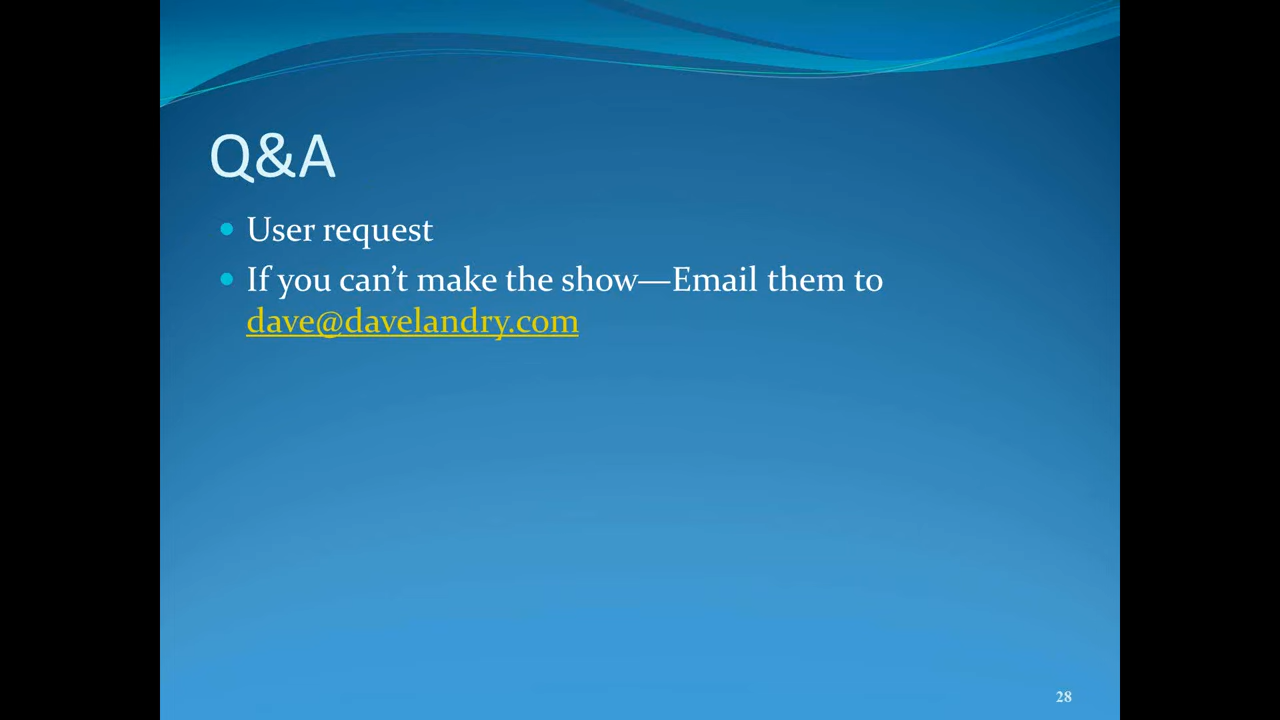 Q&A
• User request
• If you can’t make the show—Email them to
dave@davelandry.com
28